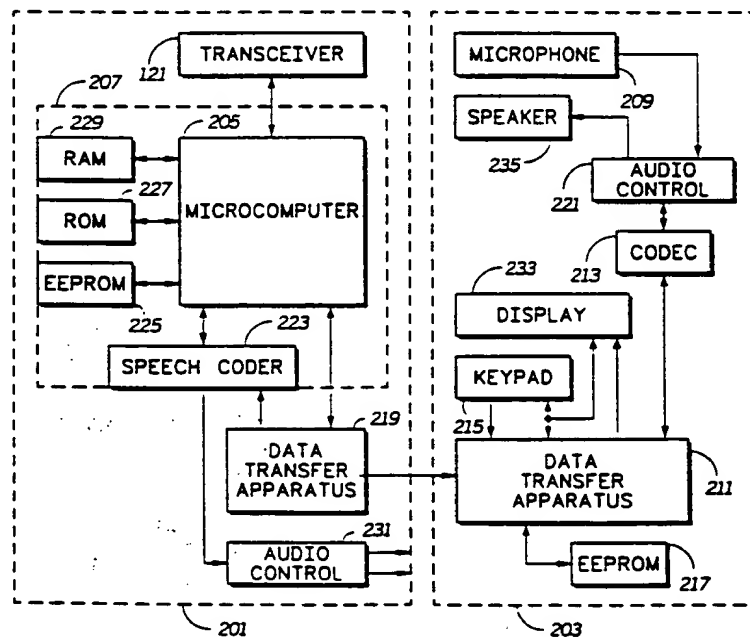 TRANSCEIVER
121
207
229
205
RAM
227
ROM
MICROCOMPUTER
EEPROM
225
223
SPEECH CODER
219
DATA
TRANSFER
APPARATUS
231
AUDIO
CONTROL
201
MICROPHONE
209
SPEAKER
235
AUDIO
CONTROL
221
CODEC
213
233
DISPLAY
KEYPAD
215
DATA
TRANSFER
APPARATUS
211
EEPROM
217
203